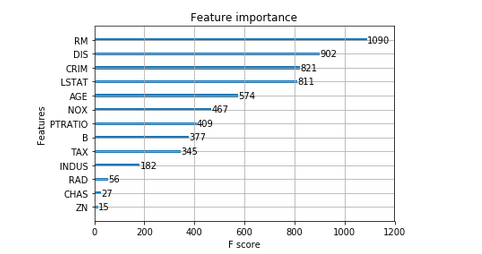 Feature importance
RM 1090
DIS 902
CRIM 821
LSTAT 811
AGE 574
NOX 467
PTRATIO 409
B 377
TAX 345
INDUS 182
RAD 56
CHAS 27
ZN 15
Features
0 200 400 600 800 1000 1200
F score